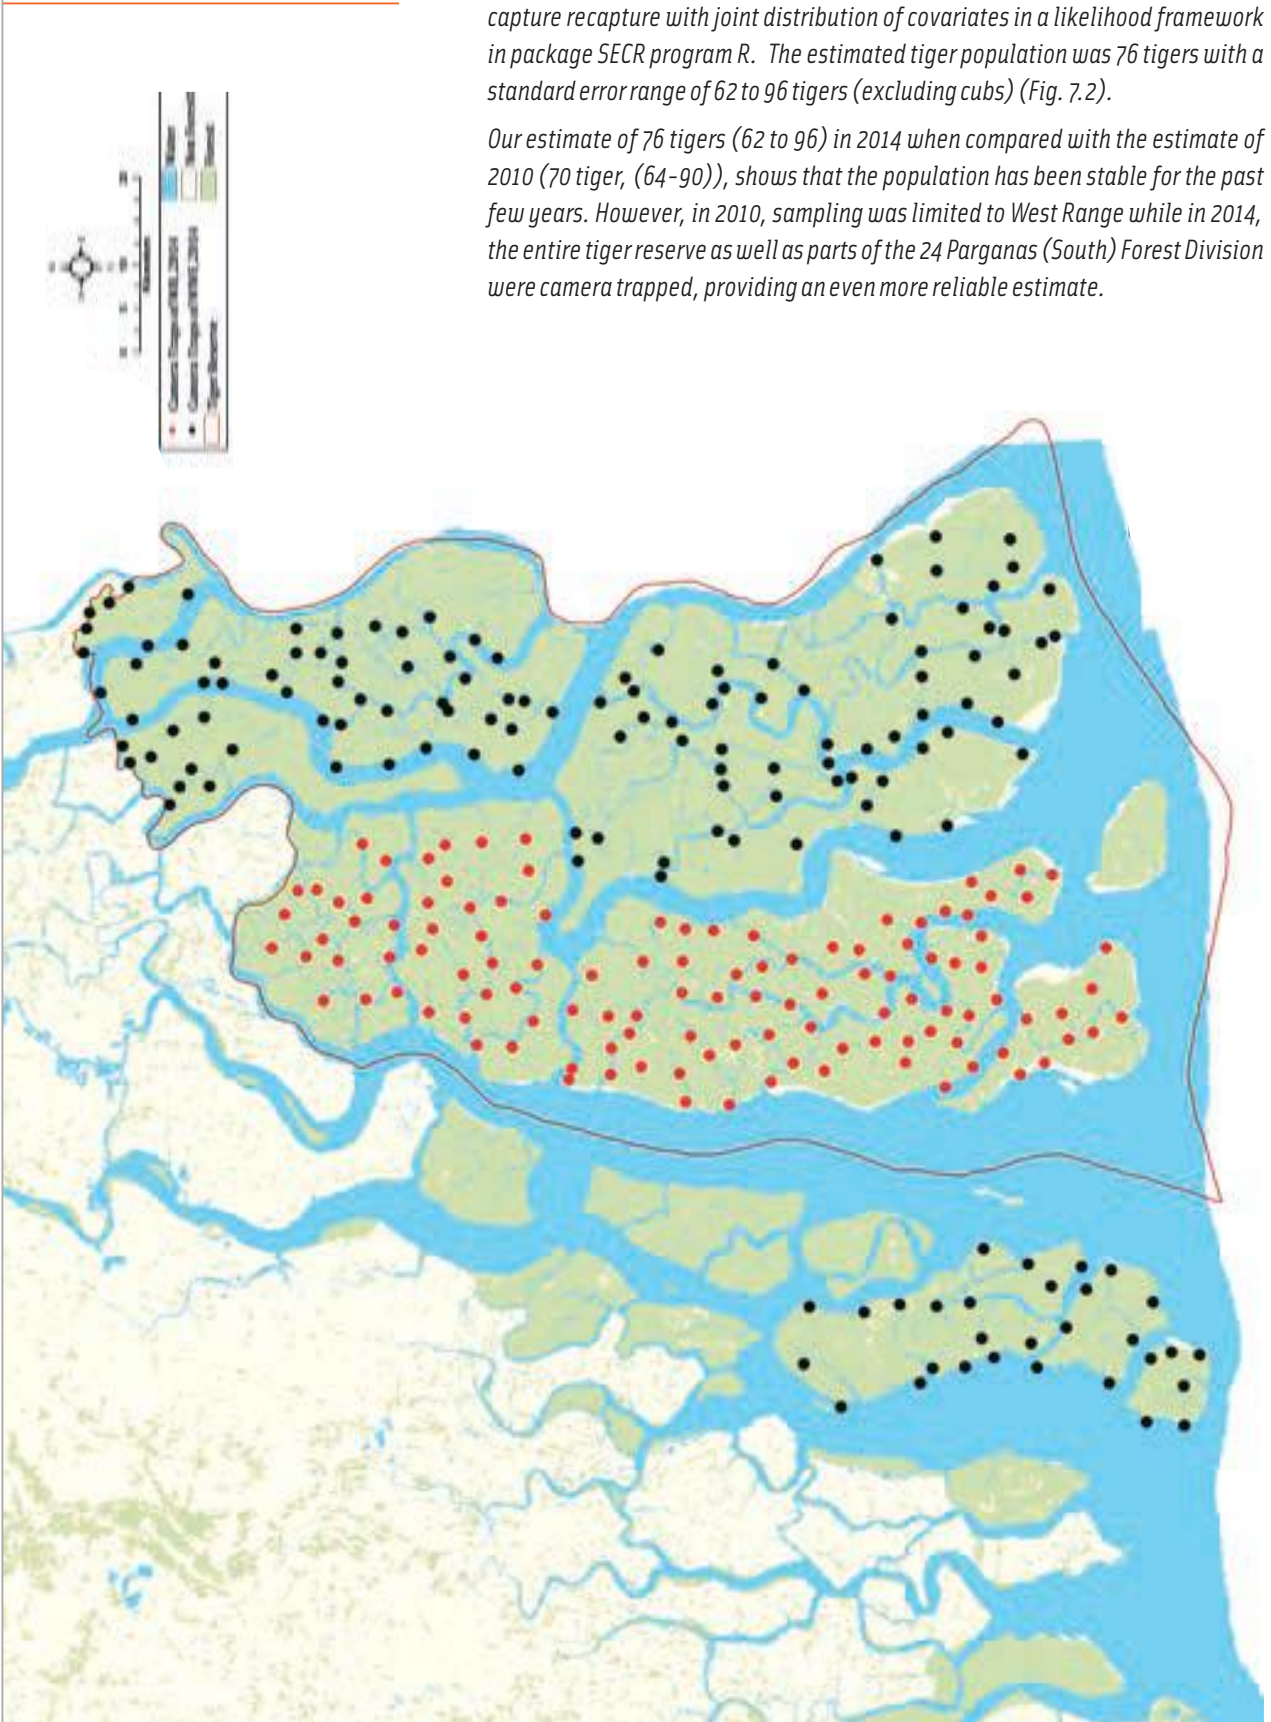 capture recapture with joint distribution of covariates in a likelihood framework
in package SECR program R. The estimated tiger population was 76 tigers with a
standard error range of 62 to 96 tigers (excluding cubs) (Fig. 7.2).
Our estimate of 76 tigers (62 to 96) in 2014 when compared with the estimate of
2010 (70 tiger, (64-90)), shows that the population has been stable for the past
few years. However, in 2010, sampling was limited to West Range while in 2014,
the entire tiger reserve as well as parts of the 24 Parganas (South) Forest Division
were camera trapped, providing an even more reliable estimate.
Water
Forest
Tiger Reserve